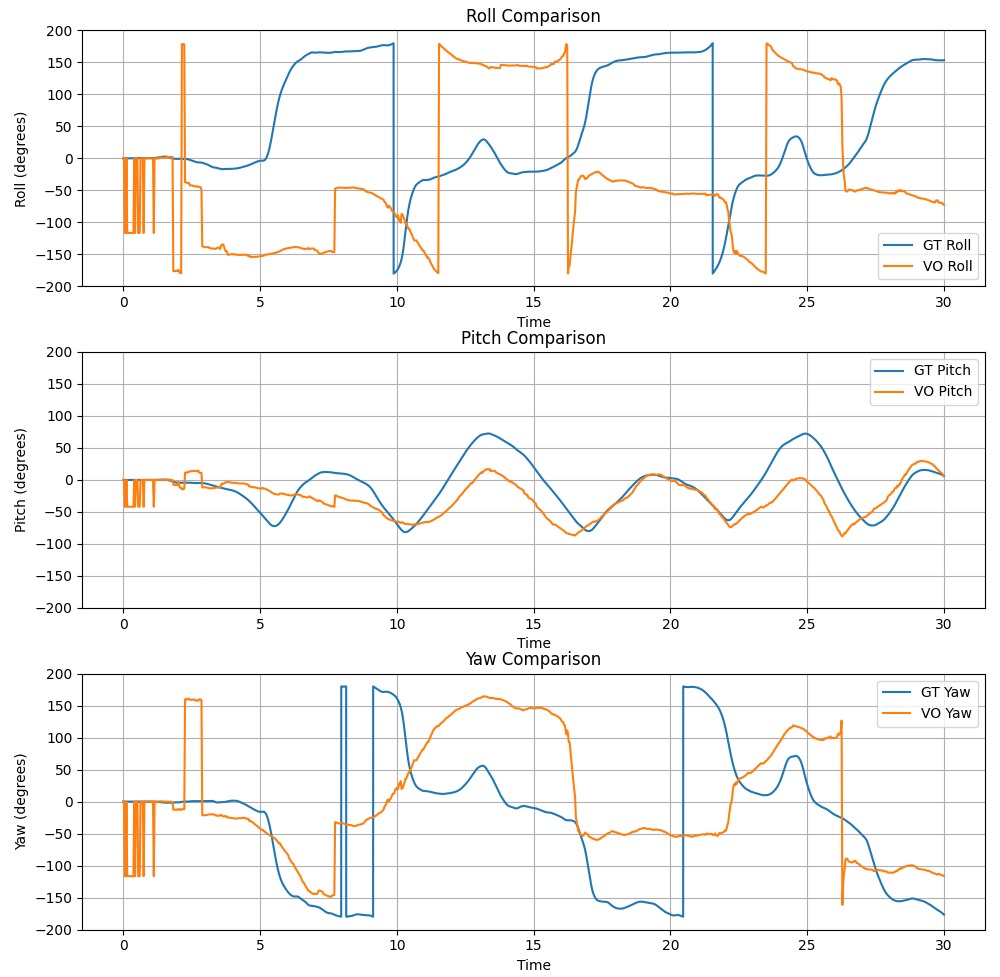 Roll Comparison
200
150
100
50
0
−50
−100
−150
−200
Roll (degrees)
GT Roll
VO Roll
0 5 10 15 20 25 30
Time
Pitch Comparison
200
150
100
50
0
−50
−100
−150
−200
Pitch (degrees)
GT Pitch
VO Pitch
0 5 10 15 20 25 30
Time
Yaw Comparison
200
150
100
50
0
−50
−100
−150
−200
Yaw (degrees)
GT Yaw
VO Yaw
0 5 10 15 20 25 30
Time